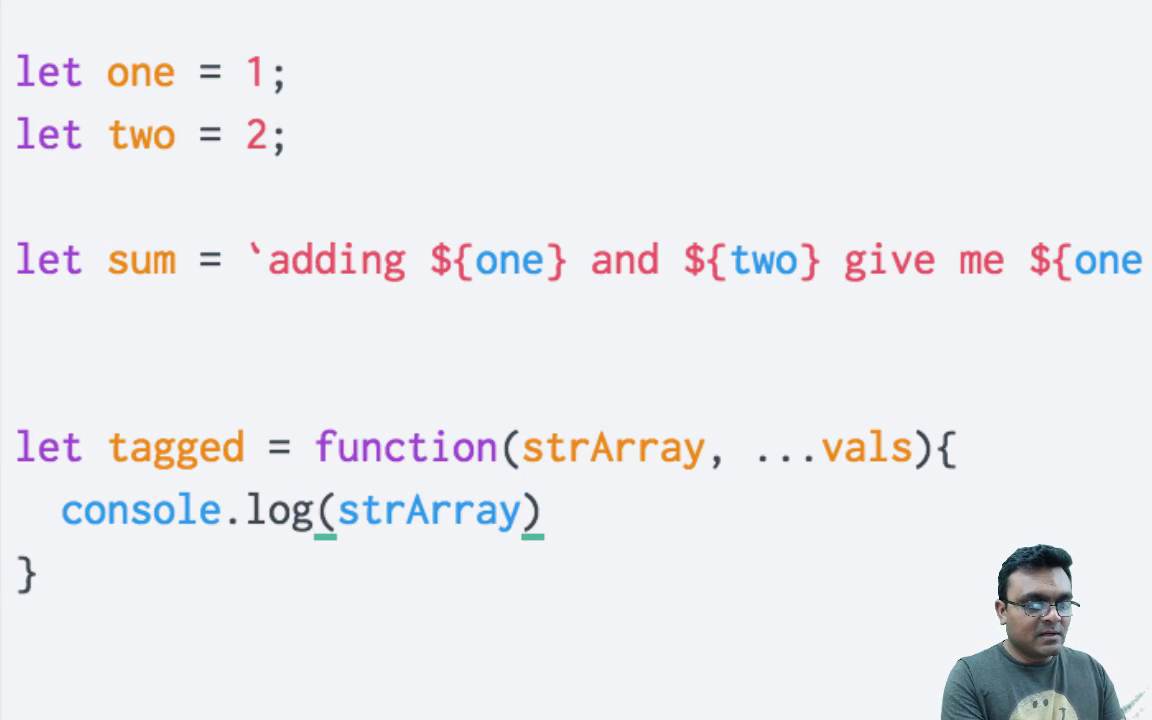 let one = 1;
let two = 2;
let sum = `adding ${one} and ${two} give me ${one
let tagged = function(strArray, ...vals){
console.log(strArray)
}